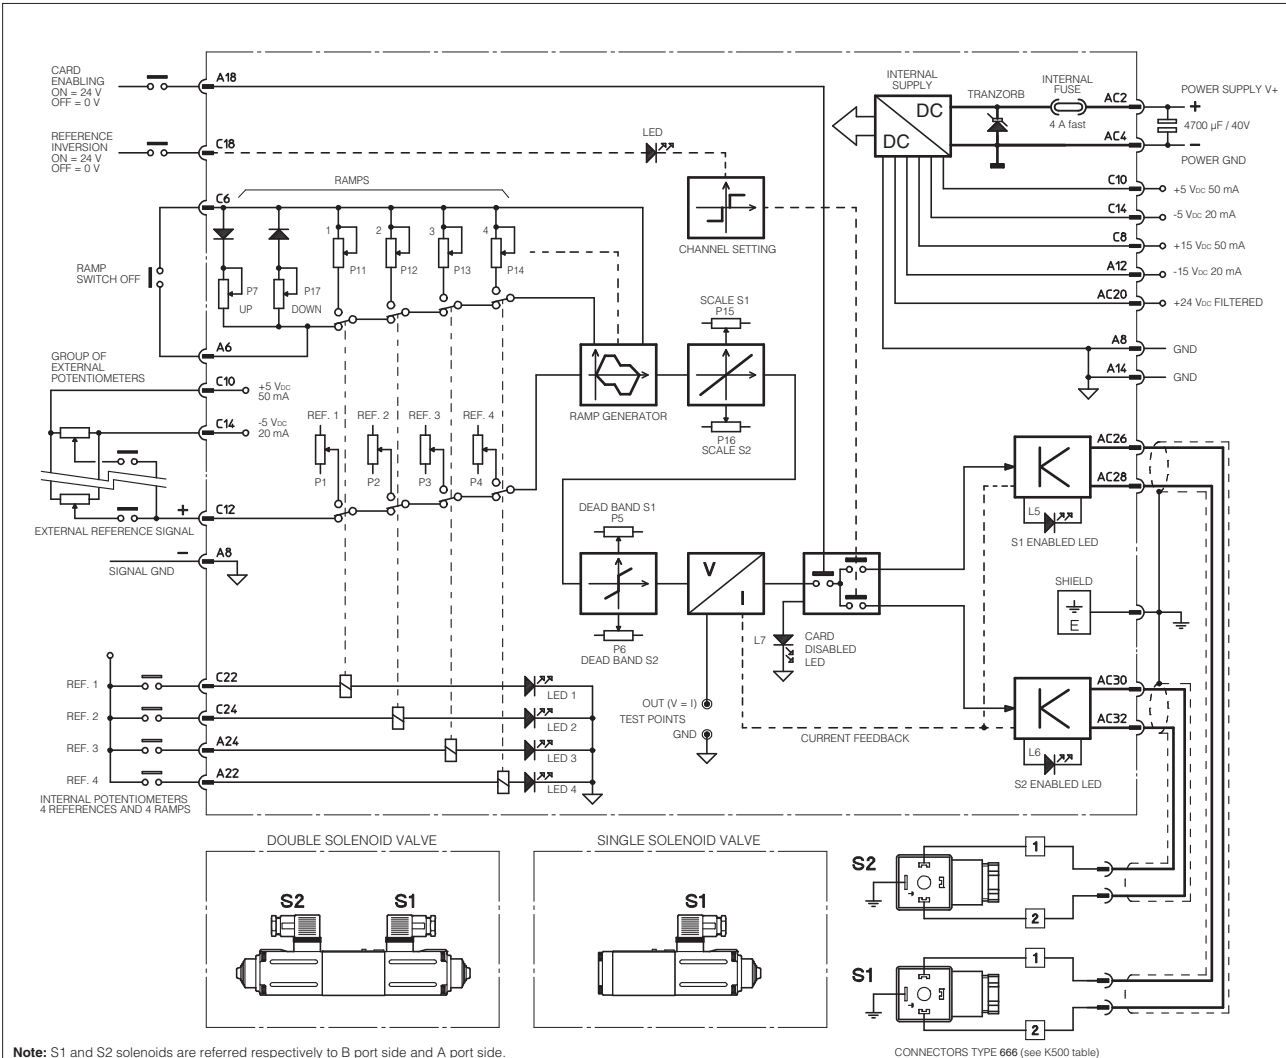 CARD
ENABLING
ON = 24 V
OFF = 0 V
A18
REFERENCE
INVERSION
ON = 24 V
OFF = 0 V
C18
LED
RAMPS
C6
1
2
3
4
P11
P12
P13
P14
P7
UP
P17
DOWN
RAMP
SWITCH OFF
A6
CHANNEL SETTING
INTERNAL
SUPPLY
DC
DC
TRANZORB
INTERNAL
FUSE
4 A fast
AC2
POWER SUPPLY V+
+
4700 µF / 40V
AC4
−
POWER GND
C10
+5 VDC 50 mA
C14
-5 VDC 20 mA
C8
+15 VDC 50 mA
A12
-15 VDC 20 mA
AC20
+24 VDC FILTERED
A8
GND
A14
GND
GROUP OF
EXTERNAL
POTENTIOMETERS
C10
+5 VDC
50 mA
C14
-5 VDC
20 mA
REF. 1
REF. 2
REF. 3
REF. 4
P1
P2
P3
P4
+
C12
EXTERNAL REFERENCE SIGNAL
−
A8
SIGNAL GND
RAMP GENERATOR
SCALE S1
P15
P16
SCALE S2
DEAD BAND S1
P5
P6
DEAD BAND S2
V
I
L7
CARD
DISABLED
LED
OUT (V = I)
TEST POINTS
GND
CURRENT FEEDBACK
AC26
AC28
L5
S1 ENABLED LED
SHIELD
E
AC30
AC32
L6
S2 ENABLED LED
REF. 1
C22
LED 1
REF. 2
C24
LED 2
REF. 3
A24
LED 3
REF. 4
A22
LED 4
INTERNAL POTENTIOMETERS
4 REFERENCES AND 4 RAMPS
DOUBLE SOLENOID VALVE
S2
S1
SINGLE SOLENOID VALVE
S1
S2
1
2
S1
1
2
Note: S1 and S2 solenoids are referred respectively to B port side and A port side.
CONNECTORS TYPE 666 (see K500 table)